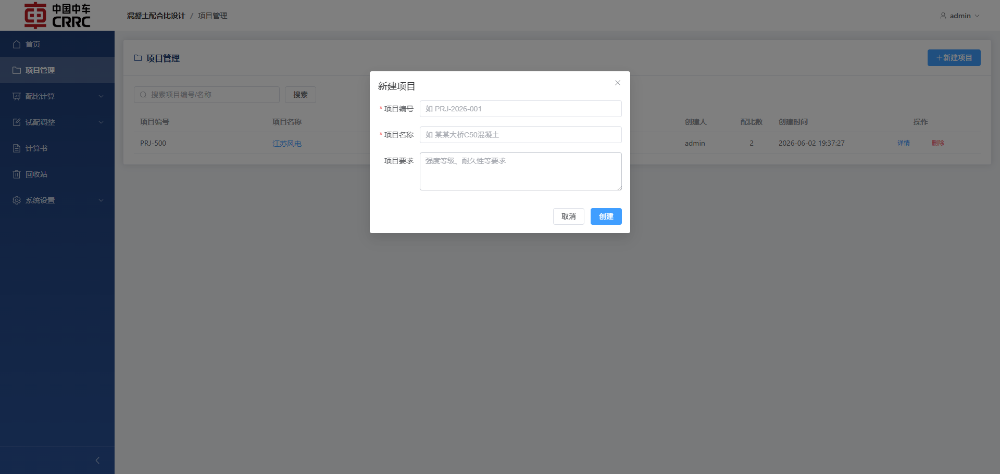 中国中车
CRRC
混凝土配合比设计 / 项目管理
admin
首页
项目管理
配比计算
试配调整
计算书
回收站
系统设置
项目管理
+新建项目
搜索项目编号/名称
搜索
项目编号 项目名称 创建人 配比数 创建时间 操作
PRJ-500 江苏风电 admin 2 2026-06-02 19:37:27 详情 删除
新建项目
* 项目编号 如 PRJ-2026-001
* 项目名称 如 某某大桥C50混凝土
项目要求 强度等级、耐久性等要求
取消 创建